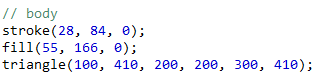 // body
stroke(28, 84, 0);
fill(55, 166, 0);
triangle(100, 410, 200, 200, 300, 410);